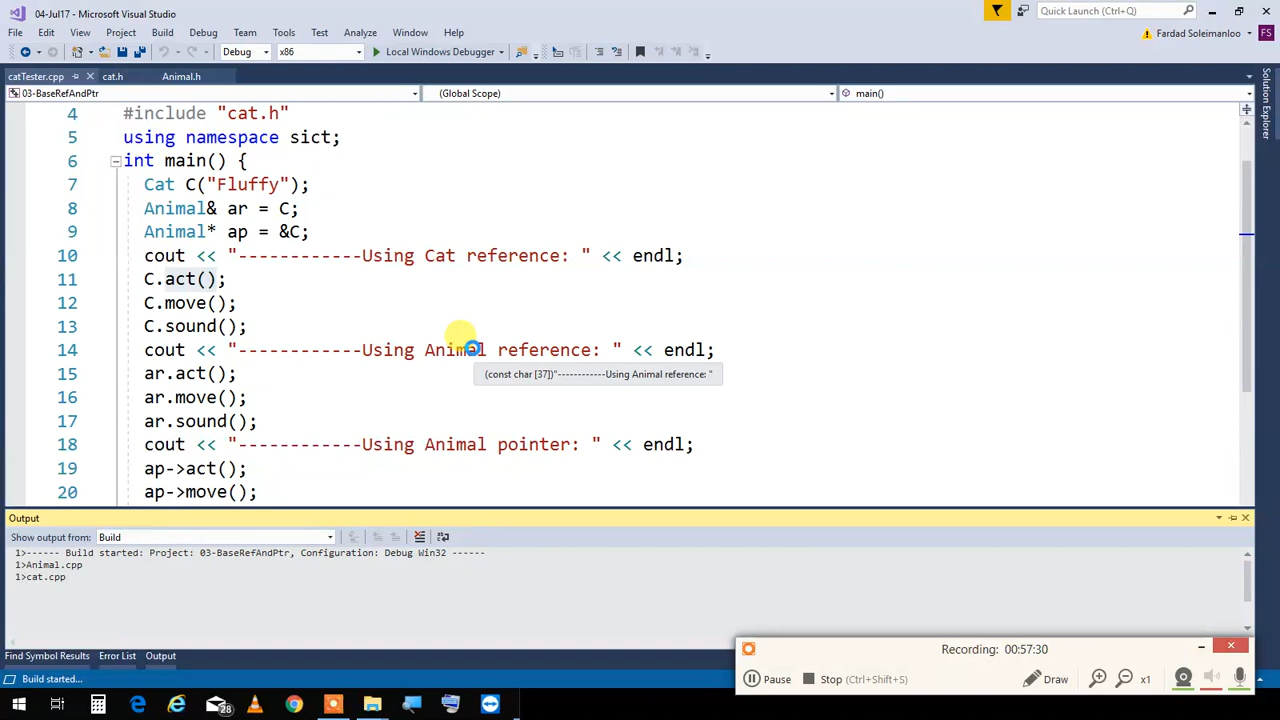 04-Jul17 - Microsoft Visual Studio
Quick Launch (Ctrl+Q)
File Edit View Project Build Debug Team Tools Test Analyze Window Help
Fardad Soleimanloo FS
Debug x86 Local Windows Debugger
catTester.cpp cat.h Animal.h
03-BaseRefAndPtr (Global Scope) main()
Solution Explorer
4 #include "cat.h"
5 using namespace sict;
6 int main() {
7 Cat C("Fluffy");
8 Animal& ar = C;
9 Animal* ap = &C;
10 cout << "------------Using Cat reference: " << endl;
11 C.act();
12 C.move();
13 C.sound();
14 cout << "------------Using Animal reference: " << endl;
(const char [37])"------------Using Animal reference: "
15 ar.act();
16 ar.move();
17 ar.sound();
18 cout << "------------Using Animal pointer: " << endl;
19 ap->act();
20 ap->move();
Output
Show output from: Build
1>------ Build started: Project: 03-BaseRefAndPtr, Configuration: Debug Win32 ------
1>Animal.cpp
1>cat.cpp
Recording: 00:57:30
Pause Stop (Ctrl+Shift+S) Draw x1
Find Symbol Results Error List Output
Build started...
28